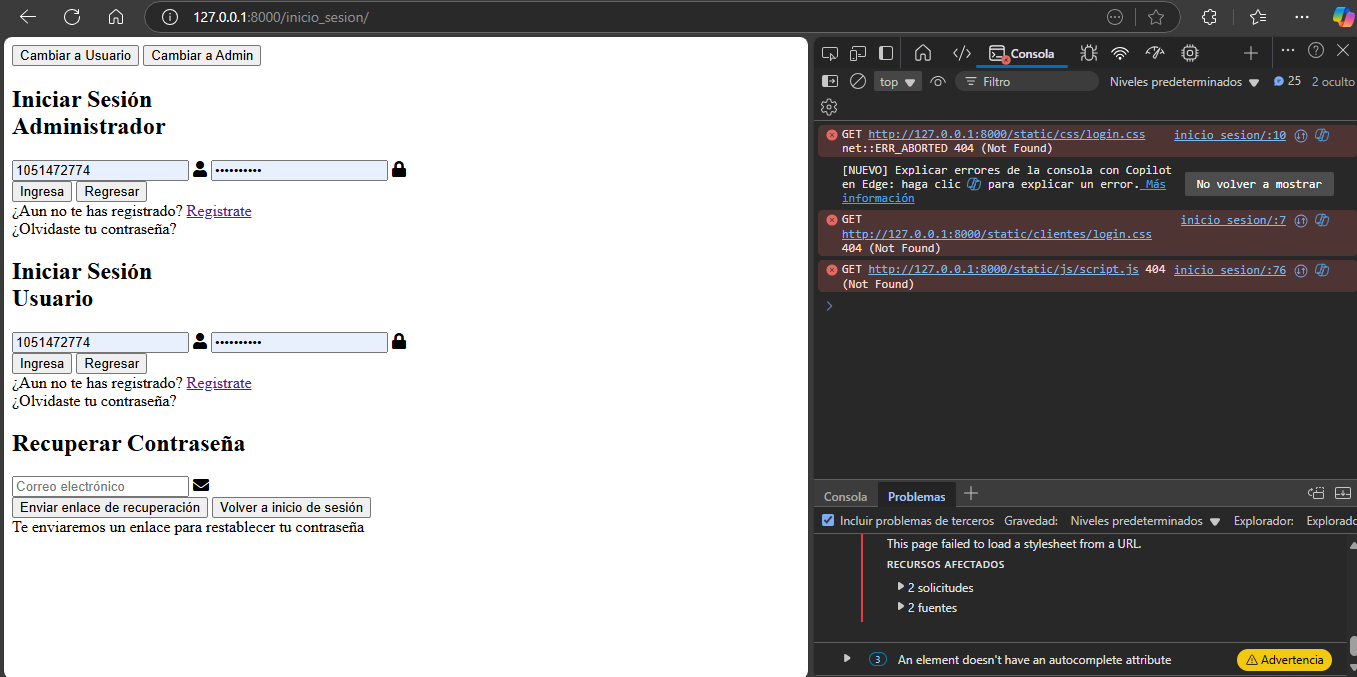 127.0.0.1:8000/inicio_sesion/
Cambiar a Usuario Cambiar a Admin
Iniciar Sesión
Administrador
1051472774 ••••••••••
Ingresa Regresar
¿Aun no te has registrado? Registrate
¿Olvidaste tu contraseña?
Iniciar Sesión
Usuario
1051472774 ••••••••••
Ingresa Regresar
¿Aun no te has registrado? Registrate
¿Olvidaste tu contraseña?
Recuperar Contraseña
Correo electrónico
Enviar enlace de recuperación Volver a inicio de sesión
Te enviaremos un enlace para restablecer tu contraseña
Consola
top Filtro Niveles predeterminados 25 2 oculto
GET http://127.0.0.1:8000/static/css/login.css inicio sesion/:10
net::ERR_ABORTED 404 (Not Found)
[NUEVO] Explicar errores de la consola con Copilot
en Edge: haga clic para explicar un error. Más
información
No volver a mostrar
GET inicio sesion/:7
http://127.0.0.1:8000/static/clientes/login.css
404 (Not Found)
GET http://127.0.0.1:8000/static/js/script.js 404 inicio sesion/:76
(Not Found)
Consola Problemas
Incluir problemas de terceros Gravedad: Niveles predeterminados Explorador: Explorado
This page failed to load a stylesheet from a URL.
RECURSOS AFECTADOS
2 solicitudes
2 fuentes
3 An element doesn't have an autocomplete attribute Advertencia